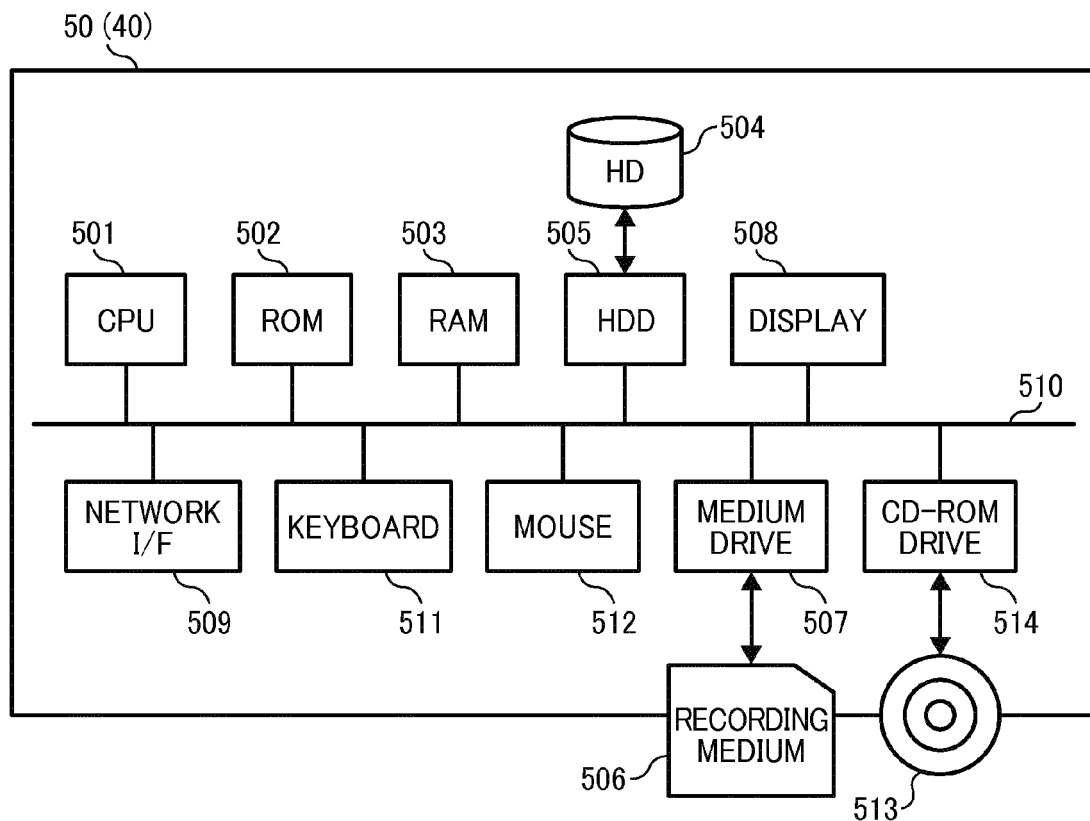 50 (40)
504
HD
501
502
503
505
508
CPU
ROM
RAM
HDD
DISPLAY
510
NETWORK
I/F
KEYBOARD
MOUSE
MEDIUM
DRIVE
CD-ROM
DRIVE
509
511
512
507
514
RECORDING
MEDIUM
506
513